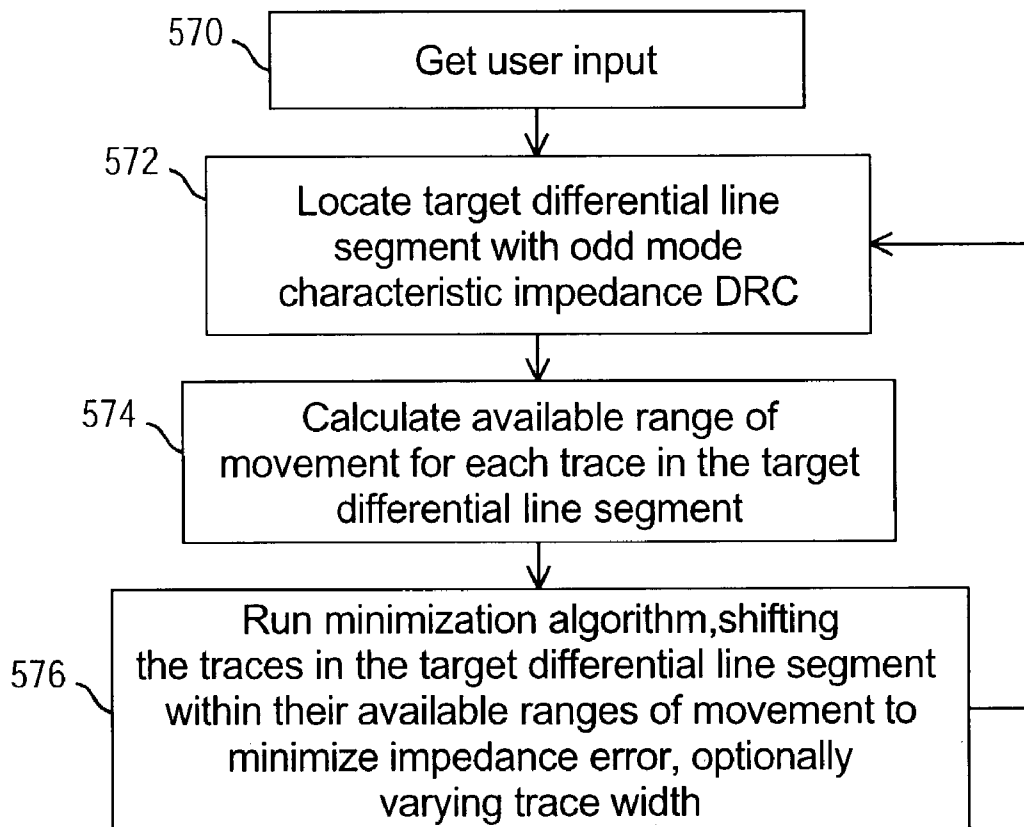 570
Get user input
572
Locate target differential line
segment with odd mode
characteristic impedance DRC
574
Calculate available range of
movement for each trace in the target
differential line segment
576
Run minimization algorithm,shifting
the traces in the target differential line segment
within their available ranges of movement to
minimize impedance error, optionally
varying trace width